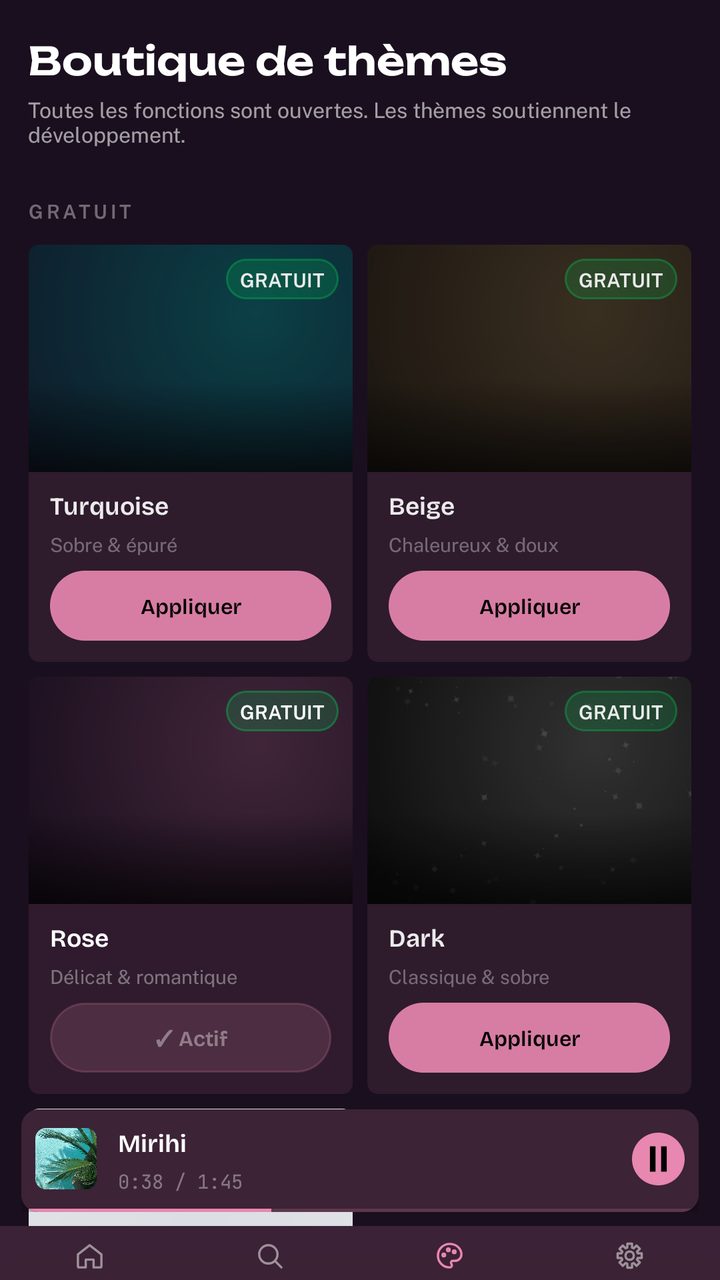 Boutique de thèmes
Toutes les fonctions sont ouvertes. Les thèmes soutiennent le
développement.
GRATUIT
GRATUIT
GRATUIT
Turquoise
Beige
Sobre & épuré
Chaleureux & doux
Appliquer
Appliquer
GRATUIT
GRATUIT
Rose
Dark
Délicat & romantique
Classique & sobre
✓ Actif
Appliquer
Mirihi
0:38 / 1:45